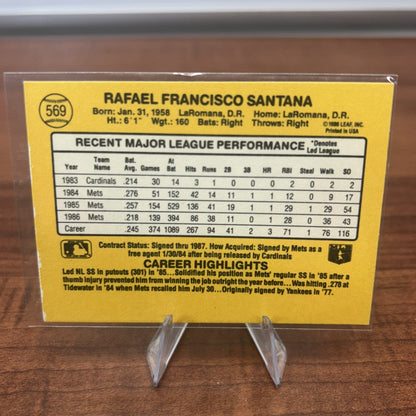 569
RAFAEL FRANCISCO SANTANA
Born: Jan. 31, 1958 LaRomana, D.R. Home: LaRomana, D.R.
Ht.: 6'1" Wgt.: 160 Bats: Right Throws: Right
© 1986 LEAF, INC.
Printed in USA
RECENT MAJOR LEAGUE PERFORMANCE *Denotes Led League
Year Team Name Bat. Avg. Games At Bat Hits Runs 2B 3B HR RBI Steal Walk SO
1983 Cardinals .214 30 14 3 1 0 0 0 2 0 2 2
1984 Mets .276 51 152 42 14 11 1 1 12 0 9 17
1985 Mets .257 154 529 136 41 19 1 1 29 1 29 54
1986 Mets .218 139 394 86 38 11 0 1 28 0 36 43
Career .245 374 1089 267 94 41 2 3 71 1 76 116
Contract Status: Signed thru 1987. How Acquired: Signed by Mets as a
free agent 1/30/84 after being released by Cardinals
CAREER HIGHLIGHTS
Led NL SS in putouts (301) in '85...Solidified his position as Mets' regular SS in '85 after a
thumb injury prevented him from winning the job outright the year before...Was hitting .278 at
Tidewater in '84 when Mets recalled him July 30...Originally signed by Yankees in '77.